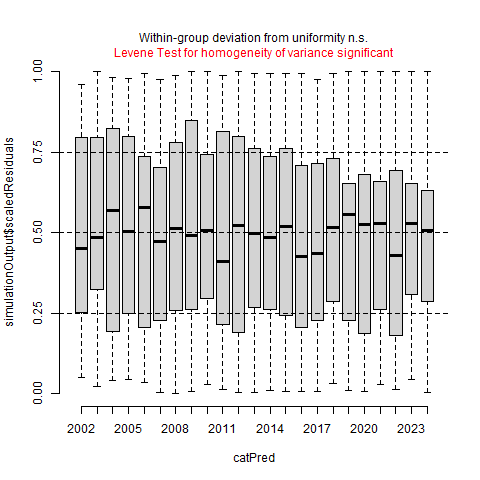 Within-group deviation from uniformity n.s.
Levene Test for homogeneity of variance significant
simulationOutput$scaledResiduals
1.00
0.75
0.50
0.25
0.00
2002 2005 2008 2011 2014 2017 2020 2023
catPred